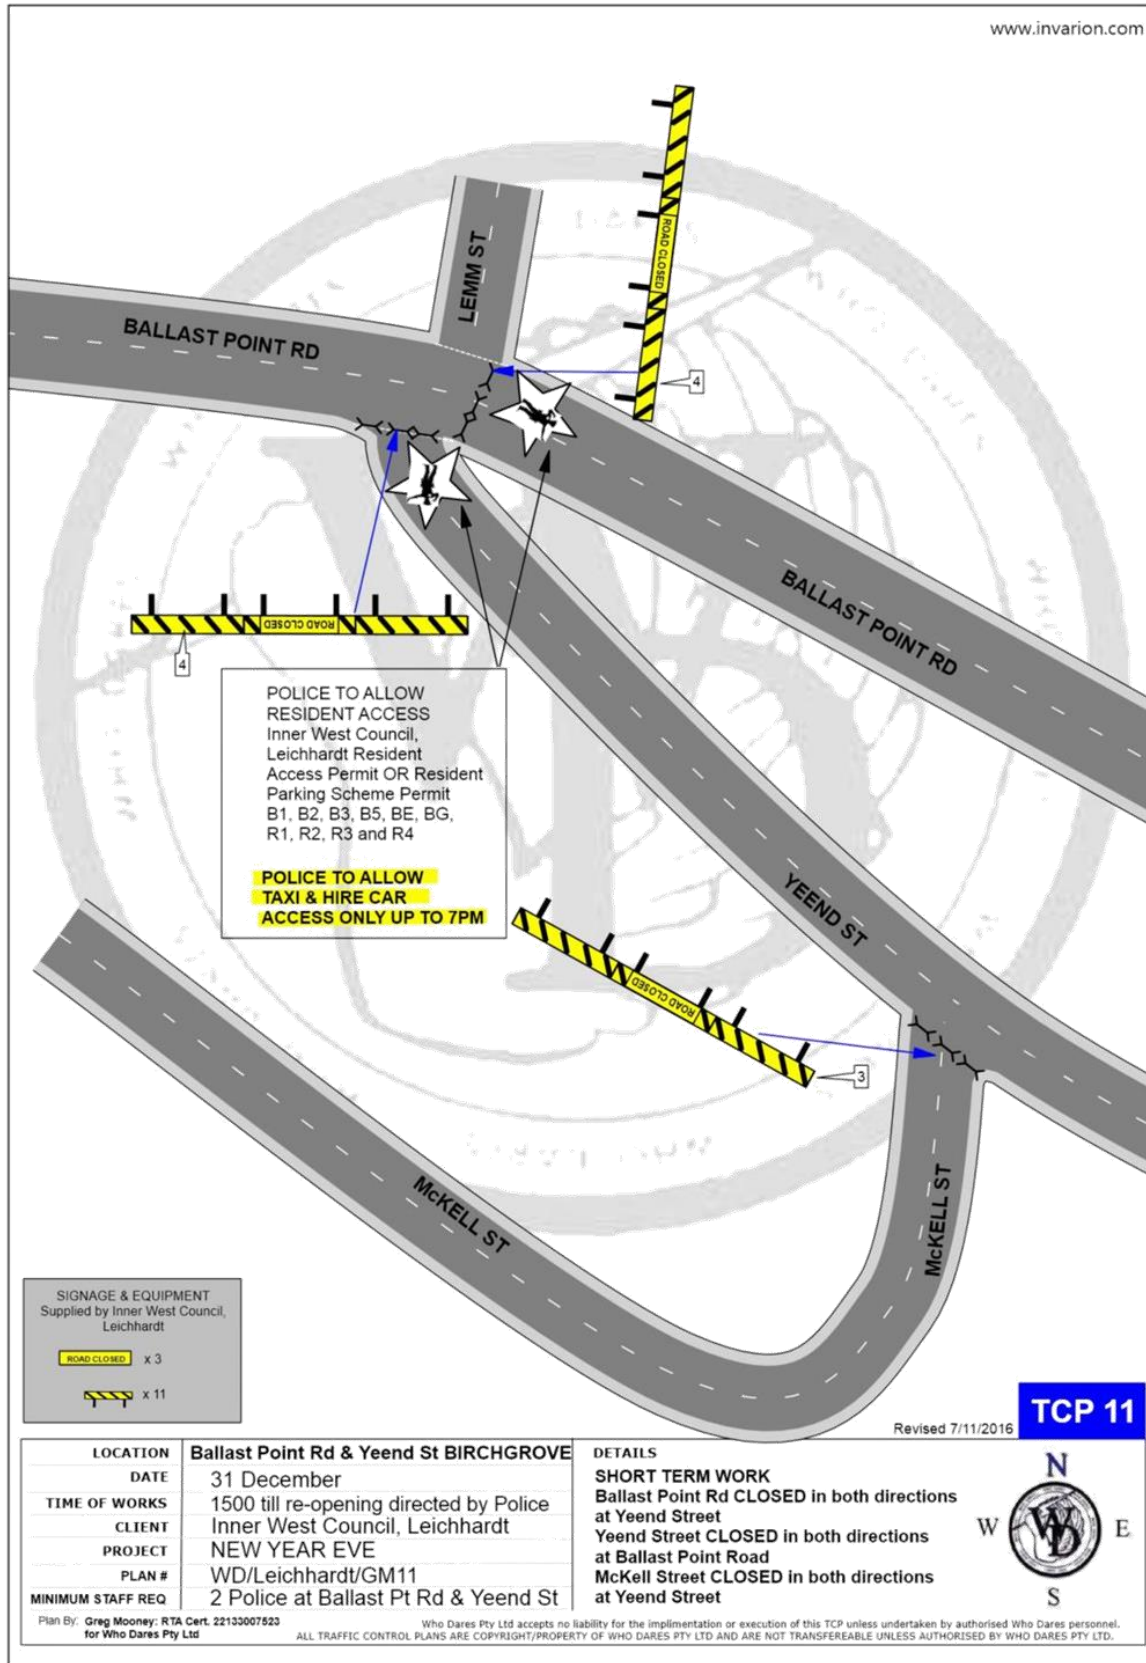 www.invarion.com
LEMM ST
ROAD CLOSED
BALLAST POINT RD
4
BALLAST POINT RD
ROAD CLOSED
4
POLICE TO ALLOW
RESIDENT ACCESS
Inner West Council,
Leichhardt Resident
Access Permit OR Resident
Parking Scheme Permit
B1, B2, B3, B5, BE, BG,
R1, R2, R3 and R4
POLICE TO ALLOW
TAXI & HIRE CAR
ACCESS ONLY UP TO 7PM
YEEND ST
ROAD CLOSED
3
McKELL ST
McKELL ST
SIGNAGE & EQUIPMENT
Supplied by Inner West Council,
Leichhardt
ROAD CLOSED x 3
x 11
Revised 7/11/2016
TCP 11
LOCATION Ballast Point Rd & Yeend St BIRCHGROVE
DATE 31 December
TIME OF WORKS 1500 till re-opening directed by Police
CLIENT Inner West Council, Leichhardt
PROJECT NEW YEAR EVE
PLAN # WD/Leichhardt/GM11
MINIMUM STAFF REQ 2 Police at Ballast Pt Rd & Yeend St
DETAILS
SHORT TERM WORK
Ballast Point Rd CLOSED in both directions
at Yeend Street
Yeend Street CLOSED in both directions
at Ballast Point Road
McKell Street CLOSED in both directions
at Yeend Street
N
W E
S
WD
Plan By: Greg Mooney: RTA Cert. 22133007523
for Who Dares Pty Ltd
Who Dares Pty Ltd accepts no liability for the implimentation or execution of this TCP unless undertaken by authorised Who Dares personnel.
ALL TRAFFIC CONTROL PLANS ARE COPYRIGHT/PROPERTY OF WHO DARES PTY LTD AND ARE NOT TRANSFEREABLE UNLESS AUTHORISED BY WHO DARES PTY LTD.